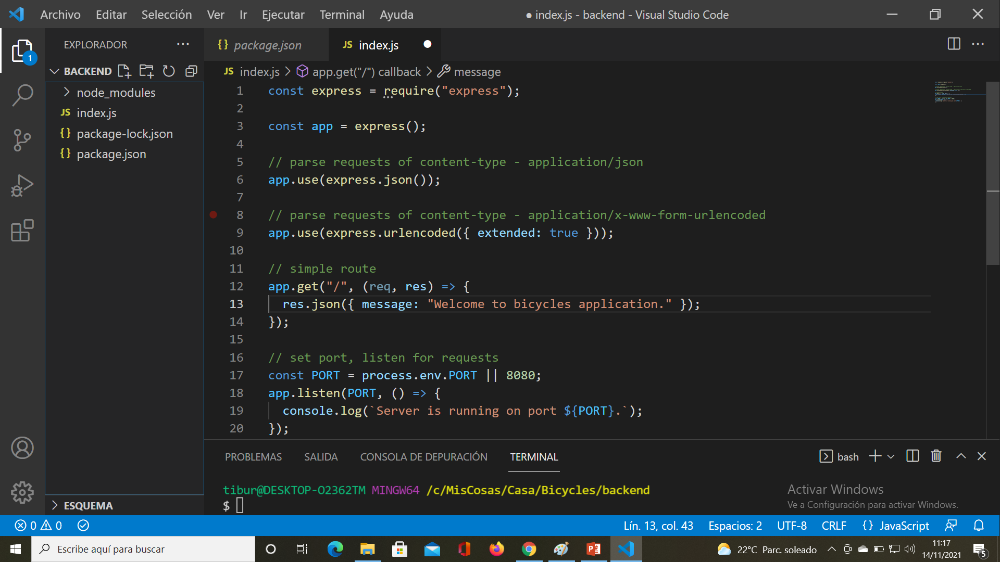 Archivo Editar Selección Ver Ir Ejecutar Terminal Ayuda
● index.js - backend - Visual Studio Code
EXPLORADOR ···
1
BACKEND
node_modules
JS index.js
{} package-lock.json
{} package.json
ESQUEMA
{} package.json
JS index.js ●
JS index.js > app.get("/") callback > message
1 const express = require("express");
2
3 const app = express();
4
5 // parse requests of content-type - application/json
6 app.use(express.json());
7
8 // parse requests of content-type - application/x-www-form-urlencoded
9 app.use(express.urlencoded({ extended: true }));
10
11 // simple route
12 app.get("/", (req, res) => {
13   res.json({ message: "Welcome to bicycles application." });
14 });
15
16 // set port, listen for requests
17 const PORT = process.env.PORT || 8080;
18 app.listen(PORT, () => {
19   console.log(`Server is running on port ${PORT}.`);
20 });
PROBLEMAS SALIDA CONSOLA DE DEPURACIÓN TERMINAL
bash
tibur@DESKTOP-O2362TM MINGW64 /c/MisCosas/Casa/Bicycles/backend
$
Activar Windows
Ve a Configuración para activar Windows.
0 0
Lín. 13, col. 43 Espacios: 2 UTF-8 CRLF {} JavaScript
Escribe aquí para buscar
22°C Parc. soleado
11:17
14/11/2021
5